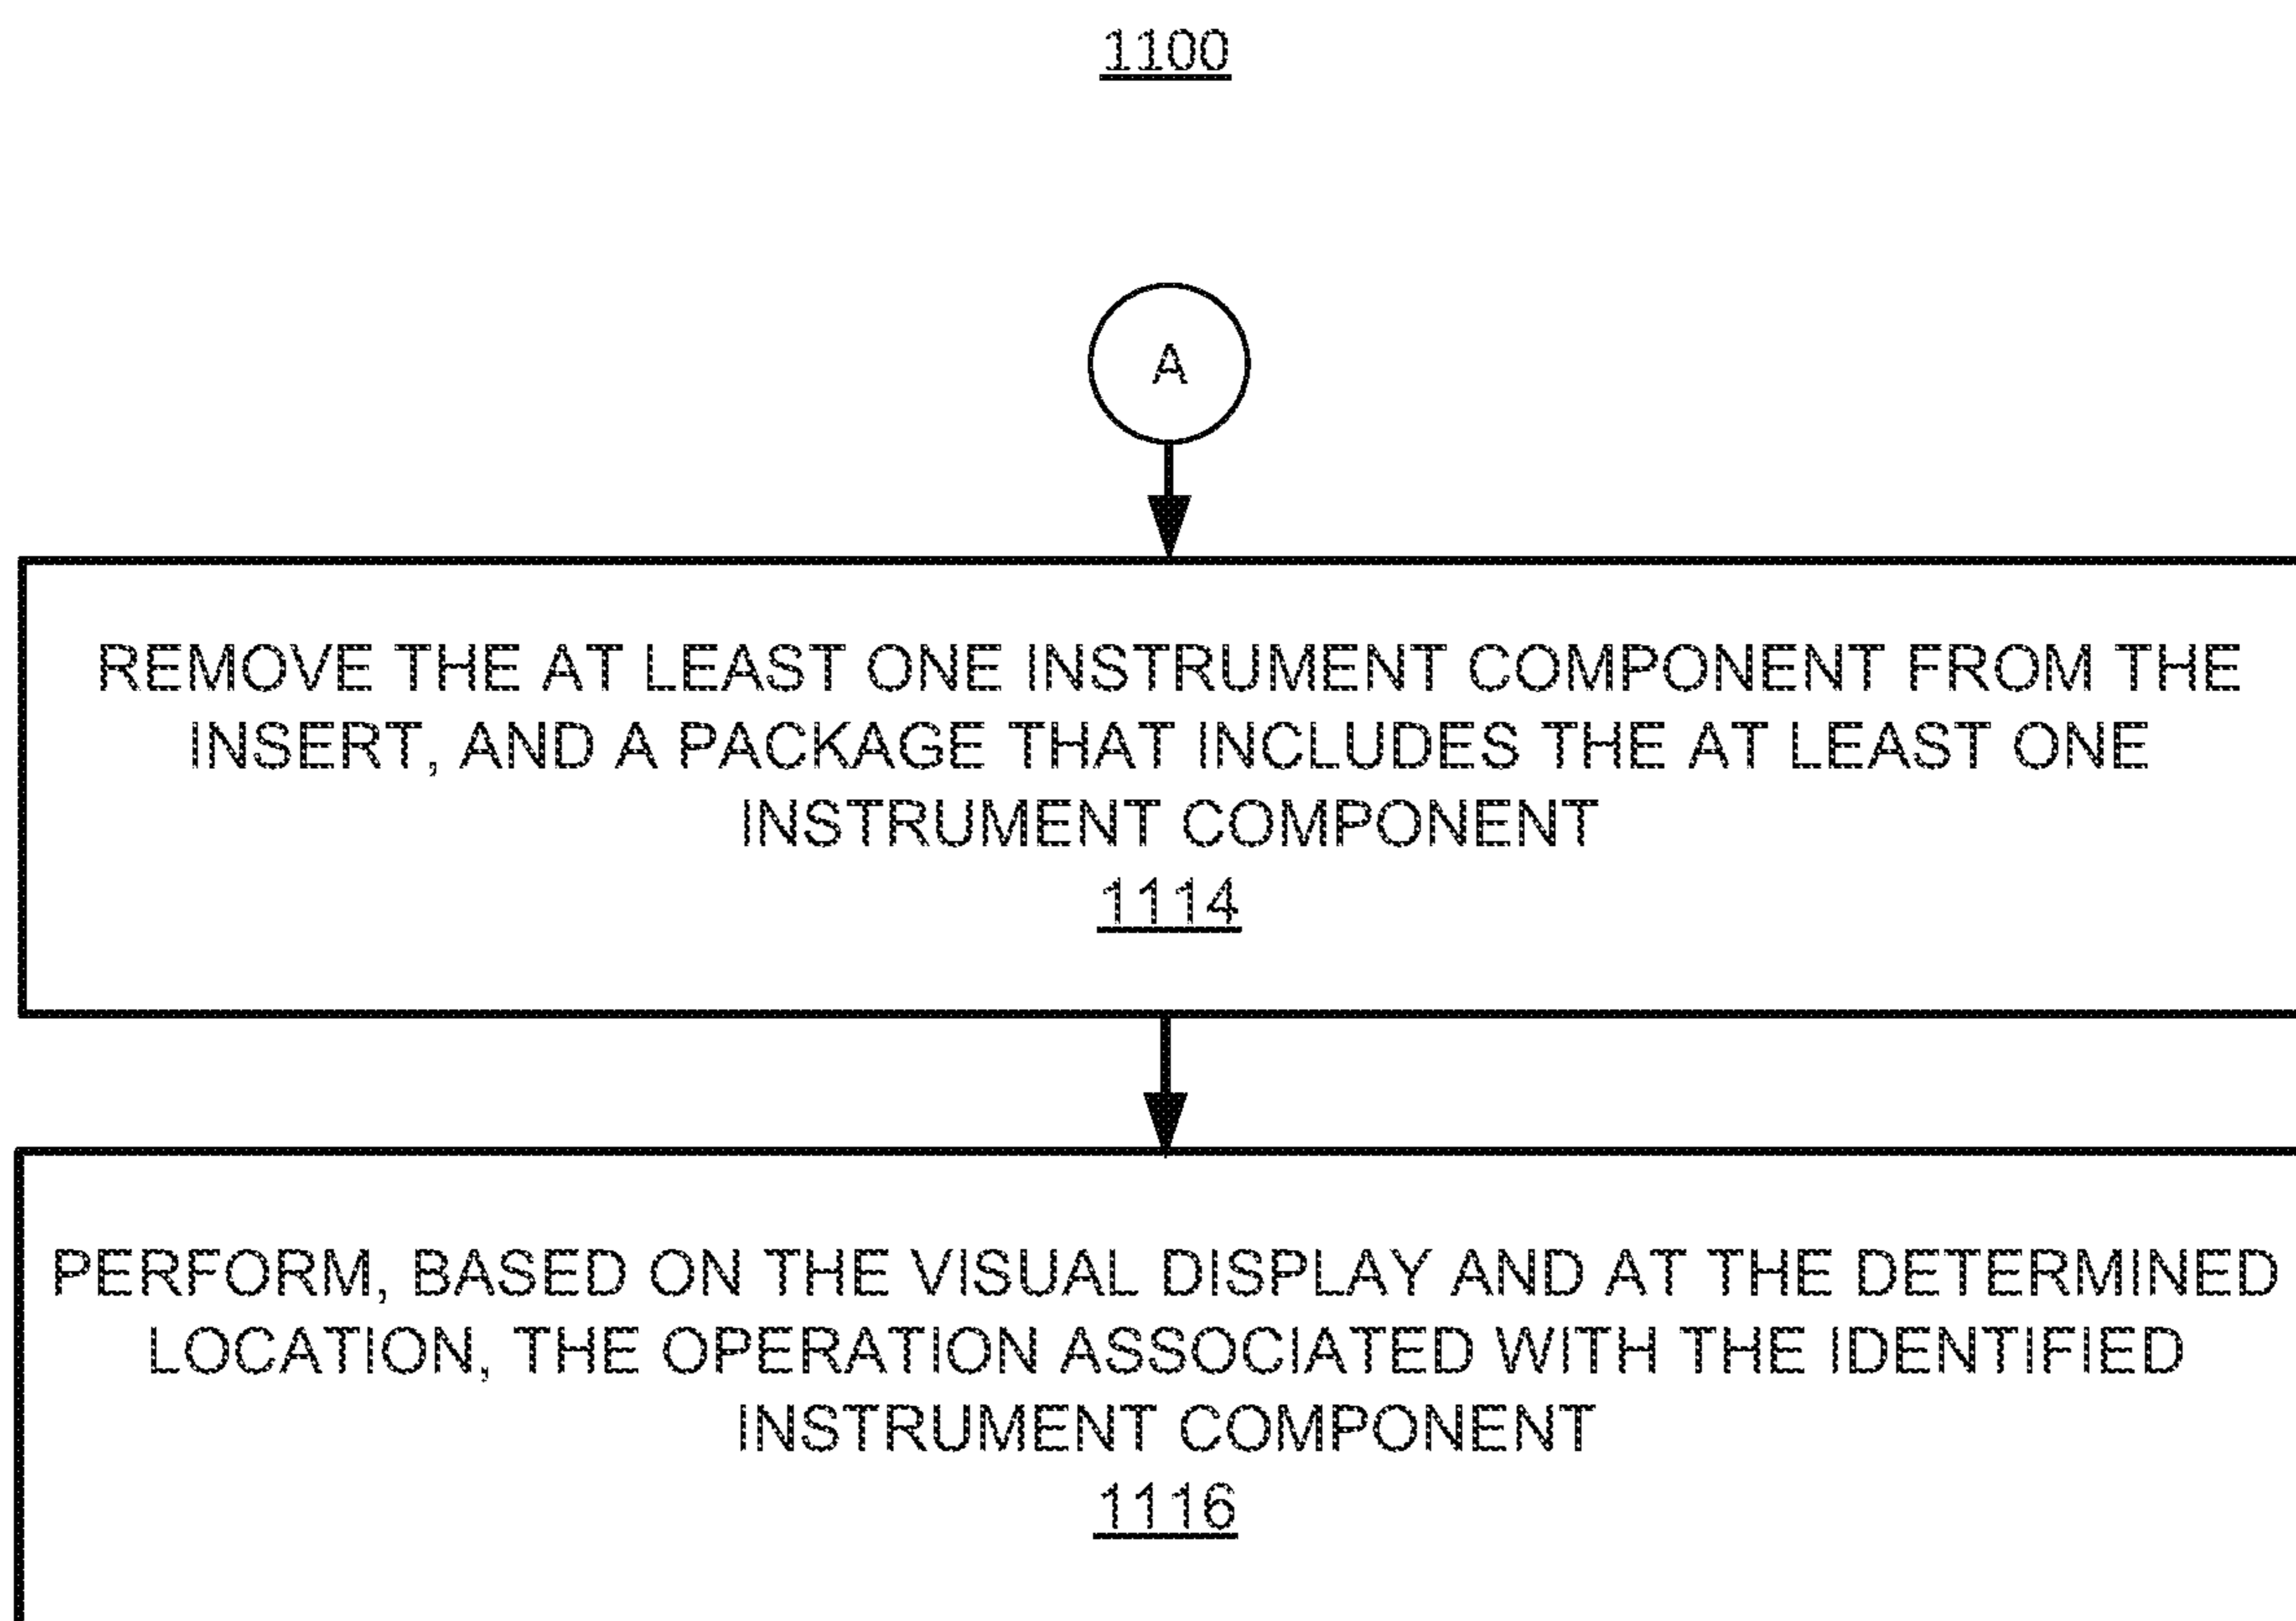 1100
A
REMOVE THE AT LEAST ONE INSTRUMENT COMPONENT FROM THE
INSERT, AND A PACKAGE THAT INCLUDES THE AT LEAST ONE
INSTRUMENT COMPONENT
1114
PERFORM, BASED ON THE VISUAL DISPLAY AND AT THE DETERMINED
LOCATION, THE OPERATION ASSOCIATED WITH THE IDENTIFIED
INSTRUMENT COMPONENT
1116